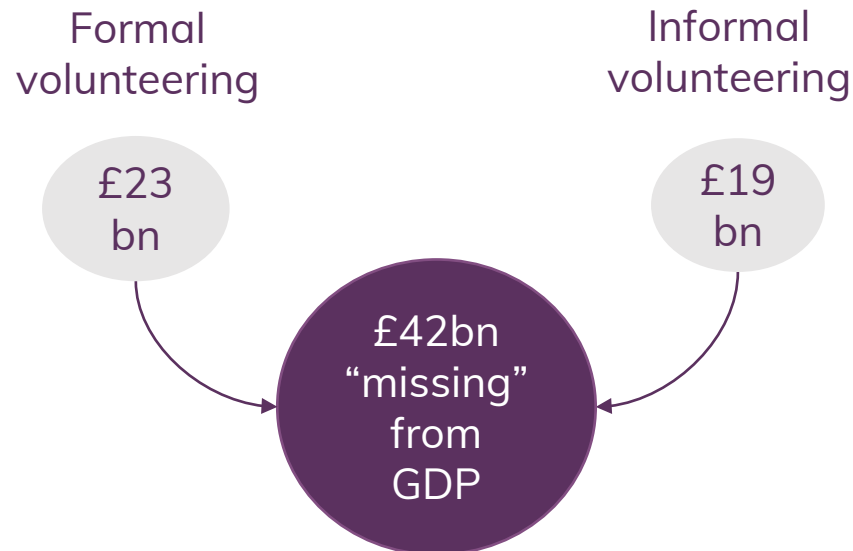 Formal
volunteering
£23
bn
Informal
volunteering
£19
bn
£42bn
“missing”
from
GDP